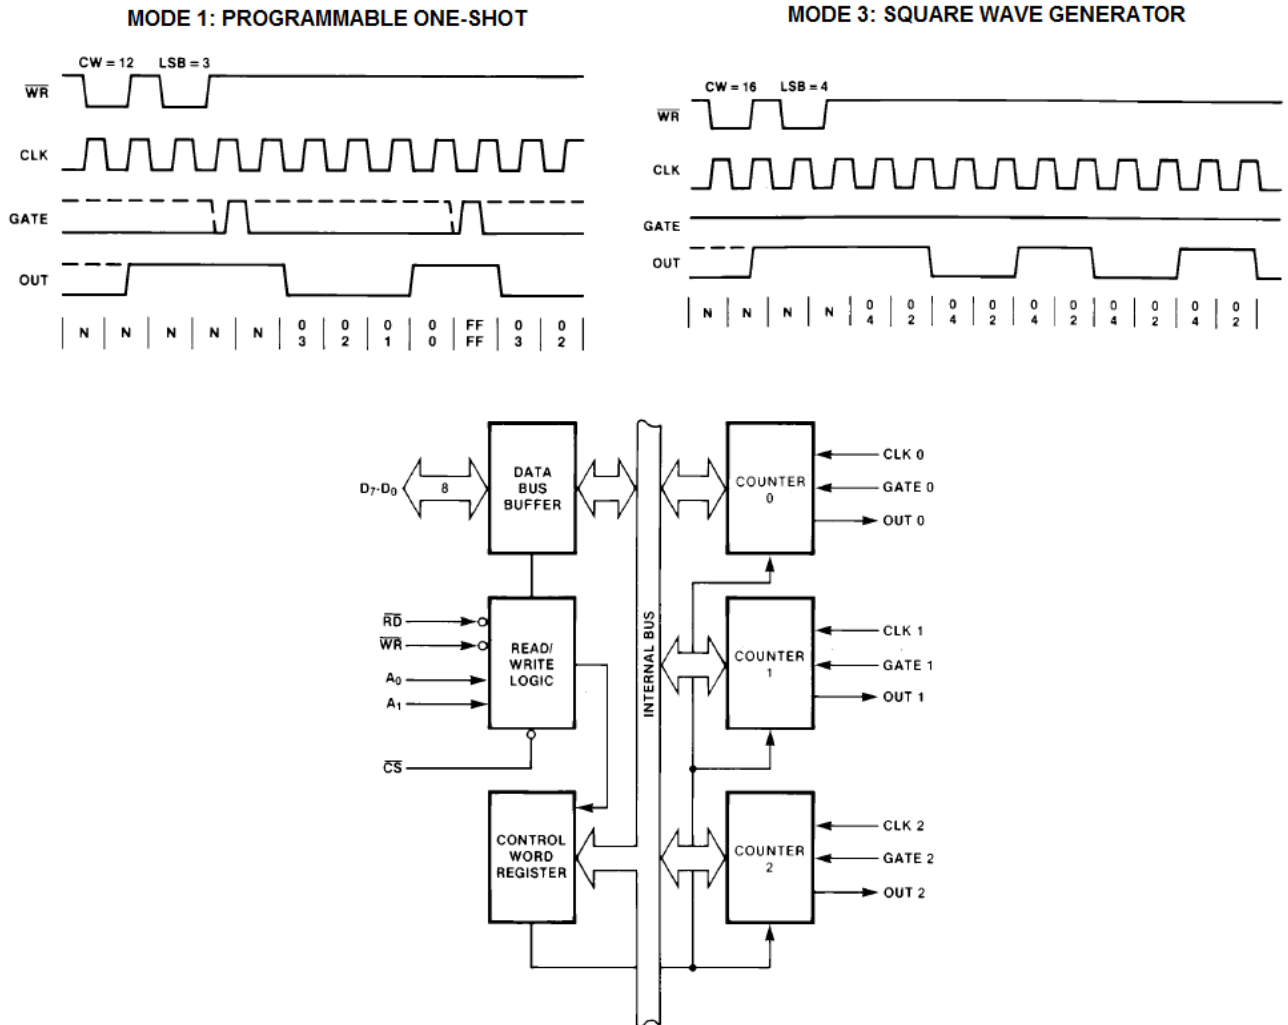 MODE 1: PROGRAMMABLE ONE-SHOT
CW = 12 LSB = 3
WR
CLK
GATE
OUT
N N N N N 0 0 0 0 FF 0 0
3 2 1 0 FF 3 2
MODE 3: SQUARE WAVE GENERATOR
CW = 16 LSB = 4
WR
CLK
GATE
OUT
N N N N 0 0 0 0 0 0 0 0 0 0
4 2 4 2 4 2 4 2 4 2
D7-D0
8
DATA
BUS
BUFFER
RD
WR
A0
A1
CS
READ/
WRITE
LOGIC
CONTROL
WORD
REGISTER
INTERNAL BUS
COUNTER
0
CLK 0
GATE 0
OUT 0
COUNTER
1
CLK 1
GATE 1
OUT 1
COUNTER
2
CLK 2
GATE 2
OUT 2